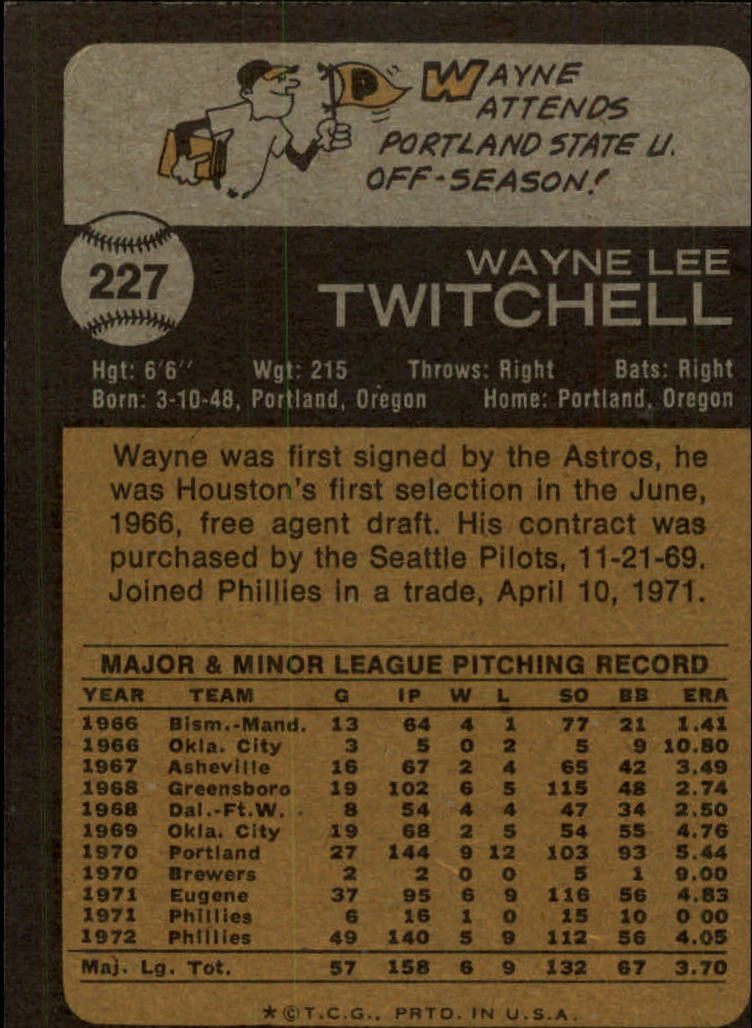 P
WAYNE
ATTENDS
PORTLAND STATE U.
OFF-SEASON!
227
WAYNE LEE
TWITCHELL
Hgt: 6'6" Wgt: 215 Throws: Right Bats: Right
Born: 3-10-48, Portland, Oregon Home: Portland, Oregon
Wayne was first signed by the Astros, he
was Houston's first selection in the June,
1966, free agent draft. His contract was
purchased by the Seattle Pilots, 11-21-69.
Joined Phillies in a trade, April 10, 1971.
MAJOR & MINOR LEAGUE PITCHING RECORD
YEAR TEAM G IP W L SO BB ERA
1966 Bism.-Mand. 13 64 4 1 77 21 1.41
1966 Okla. City 3 5 0 2 5 9 10.80
1967 Asheville 16 67 2 4 65 42 3.49
1968 Greensboro 19 102 6 5 115 48 2.74
1968 Dal.-Ft.W. 8 54 4 4 47 34 2.50
1969 Okla. City 19 68 2 5 54 55 4.76
1970 Portland 27 144 9 12 103 93 5.44
1970 Brewers 2 2 0 0 5 1 9.00
1971 Eugene 37 95 6 9 116 56 4.83
1971 Phillies 6 16 1 0 15 10 0 00
1972 Phillies 49 140 5 9 112 56 4.05
Maj. Lg. Tot. 57 158 6 9 132 67 3.70
★ © T.C.G., PRTD. IN U.S.A.